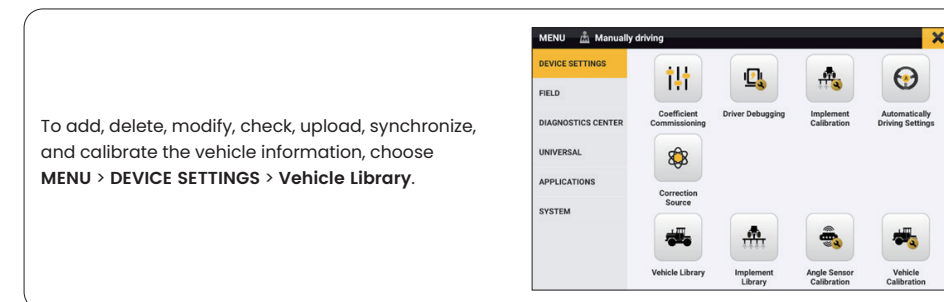 To add, delete, modify, check, upload, synchronize,
and calibrate the vehicle information, choose
MENU > DEVICE SETTINGS > Vehicle Library.
MENU Manually driving
DEVICE SETTINGS
FIELD
DIAGNOSTICS CENTER
UNIVERSAL
APPLICATIONS
SYSTEM
Coefficient
Commissioning
Driver Debugging
Implement
Calibration
Automatically
Driving Settings
Correction
Source
Vehicle Library
Implement
Library
Angle Sensor
Calibration
Vehicle
Calibration